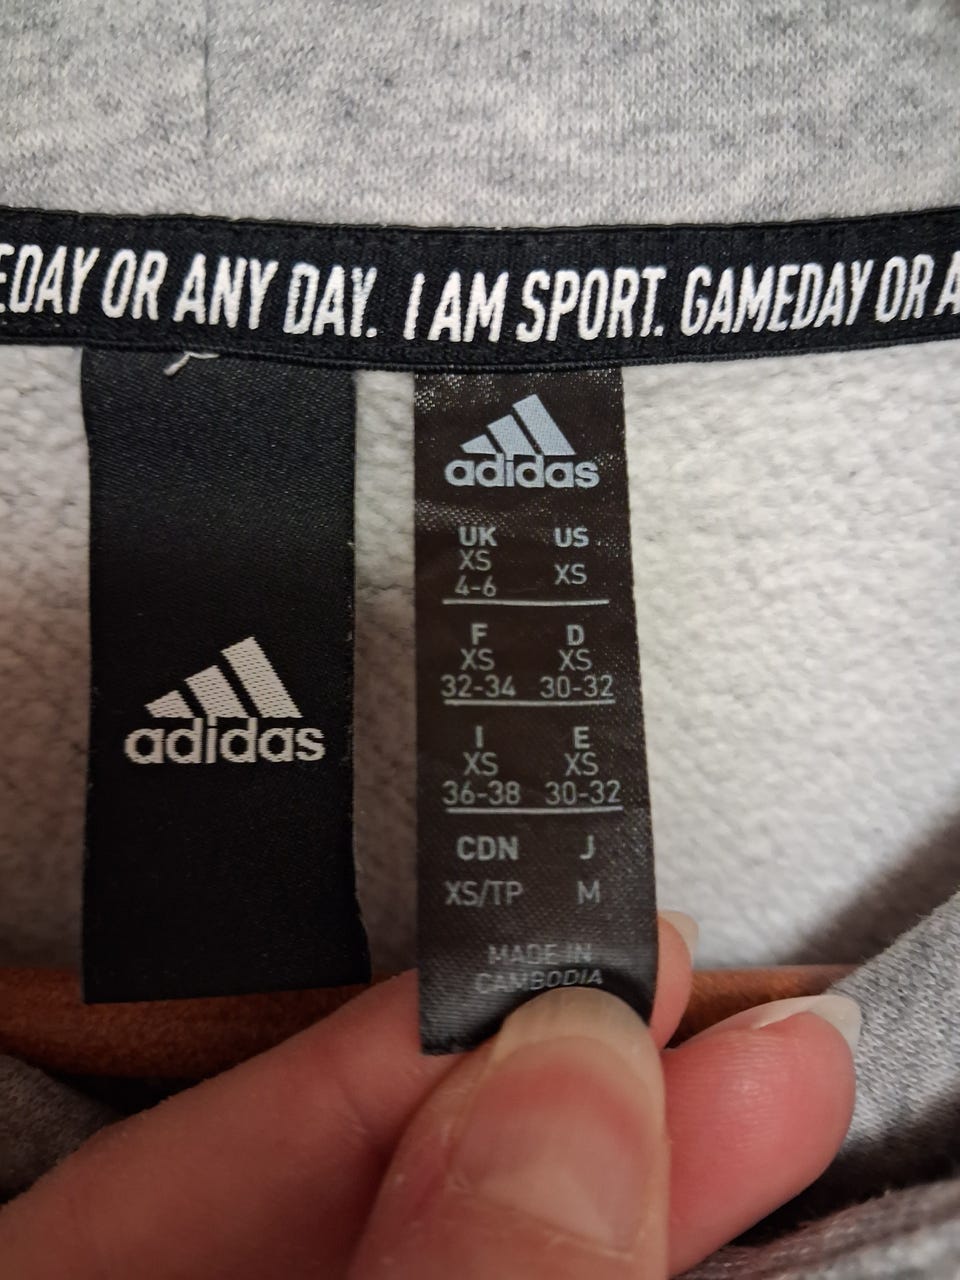 EDAY OR ANY DAY. I AM SPORT. GAMEDAY OR A
adidas
adidas
UK US
XS XS
4-6
F D
XS XS
32-34 30-32
I E
XS XS
36-38 30-32
CDN J
XS/TP M
MADE IN
CAMBODIA